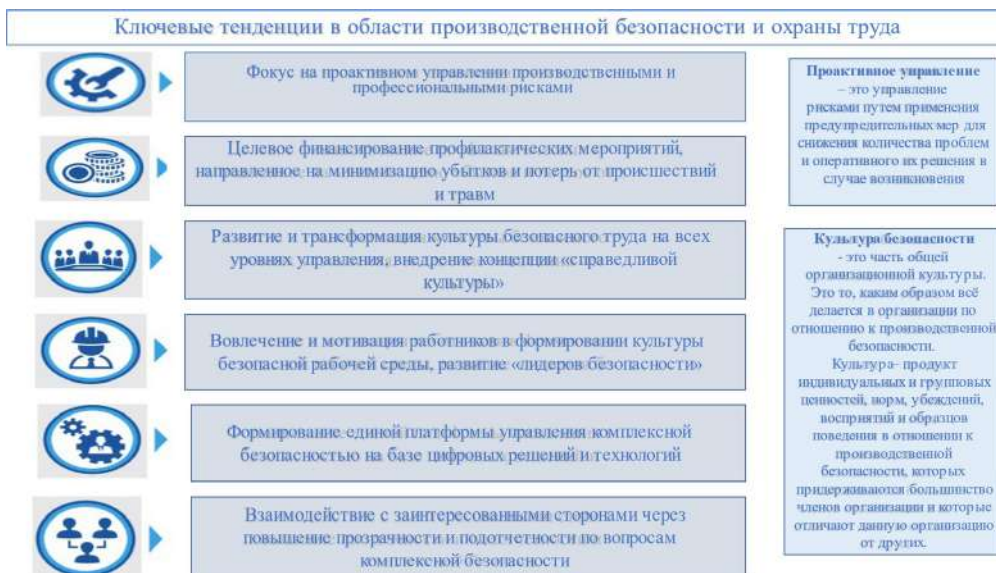 Ключевые тенденции в области производственной безопасности и охраны труда
Фокус на проактивном управлении производственными и
профессиональными рисками
Целевое финансирование профилактических мероприятий,
направленное на минимизацию убытков и потерь от происшествий
и травм
Развитие и трансформация культуры безопасного труда на всех
уровнях управления, внедрение концепции «справедливой
культуры»
Вовлечение и мотивация работников в формировании культуры
безопасной рабочей среды, развитие «лидеров безопасности»
Формирование единой платформы управления комплексной
безопасностью на базе цифровых решений и технологий
Взаимодействие с заинтересованными сторонами через
повышение прозрачности и подотчетности по вопросам
комплексной безопасности
Проактивное управление
– это управление
рисками путем применения
предупредительных мер для
снижения количества проблем
и оперативного их решения в
случае возникновения
Культура безопасности
- это часть общей
организационной культуры.
Это то, каким образом всё
делается в организации по
отношению к производственной
безопасности.
Культура– продукт
индивидуальных и групповых
ценностей, норм, убеждений,
восприятий и образцов
поведения в отношении к
производственной
безопасности, которых
придерживаются большинство
членов организации и которые
отличают данную организацию
от других.